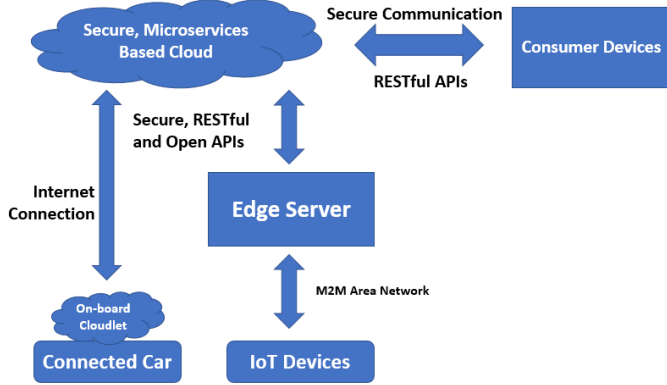 Secure, Microservices
Based Cloud
Secure Communication
RESTful APIs
Consumer Devices
Secure, RESTful
and Open APIs
Internet
Connection
Edge Server
M2M Area Network
On-board
Cloudlet
Connected Car
IoT Devices